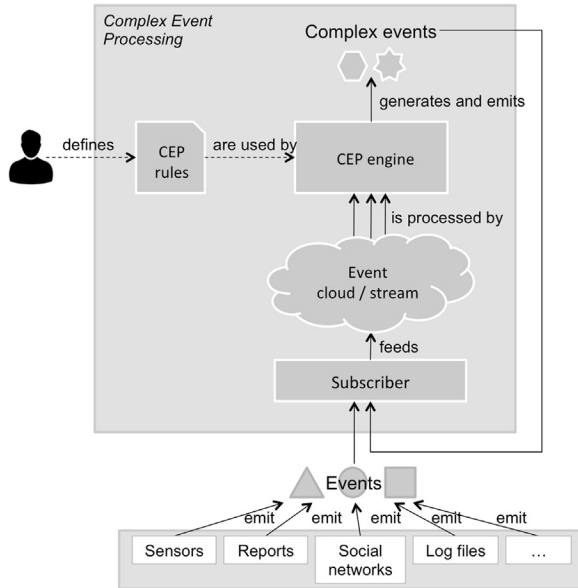 Complex Event
Processing
Complex events
generates and emits
defines
CEP
rules
are used by
CEP engine
is processed by
Event
cloud / stream
feeds
Subscriber
Events
emit
emit
emit
emit
emit
Sensors
Reports
Social
networks
Log files
...